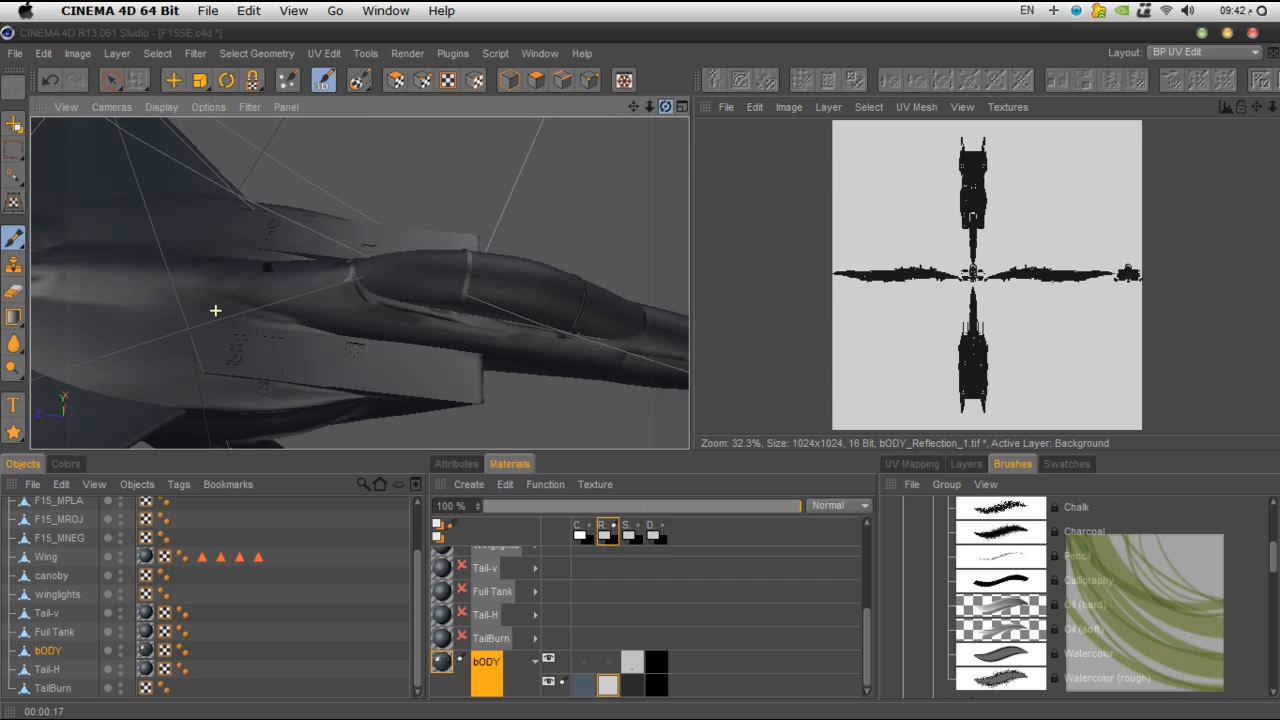 CINEMA 4D 64 Bit File Edit View Go Window Help EN 09:42 م
CINEMA 4D R13.061 Studio - [F15SE.c4d *]
File Edit Image Layer Select Filter Select Geometry UV Edit Tools Render Plugins Script Window Help Layout: BP UV Edit
3D
View Cameras Display Options Filter Panel
File Edit Image Layer Select UV Mesh View Textures
Y
X
Z
T
Zoom: 32.3%, Size: 1024x1024, 16 Bit, bODY_Reflection_1.tif *, Active Layer: Background
Objects Colors
Attributes Materials
UV Mapping Layers Brushes Swatches
File Edit View Objects Tags Bookmarks
Create Edit Function Texture
File Group View
F15_MPLA
F15_MROJ
F15_MNEG
Wing
canoby
winglights
Tail-v
Fuil Tank
bODY
Tail-H
TailBurn
100 % Normal
C. R. S. D.
Winglights
Tail-v
Fuil Tank
Tail-H
TailBurn
bODY
Chalk
Charcoal
Pencil
Calligraphy
Oil (hard)
Oil (soft)
Watercolor
Watercolor (rough)
00:00:17